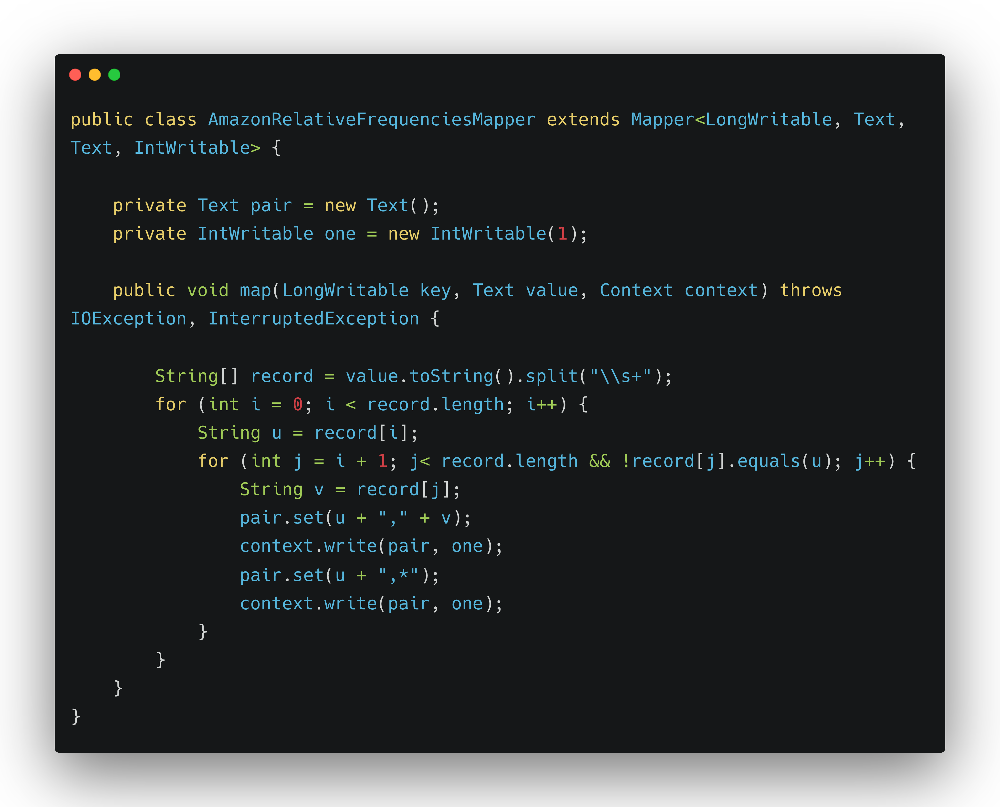 public class AmazonRelativeFrequenciesMapper extends Mapper<LongWritable, Text,
Text, IntWritable> {
    private Text pair = new Text();
    private IntWritable one = new IntWritable(1);
    public void map(LongWritable key, Text value, Context context) throws
IOException, InterruptedException {
        String[] record = value.toString().split("\\s+");
        for (int i = 0; i < record.length; i++) {
            String u = record[i];
            for (int j = i + 1; j< record.length && !record[j].equals(u); j++) {
                String v = record[j];
                pair.set(u + "," + v);
                context.write(pair, one);
                pair.set(u + ",*");
                context.write(pair, one);
            }
        }
    }
}